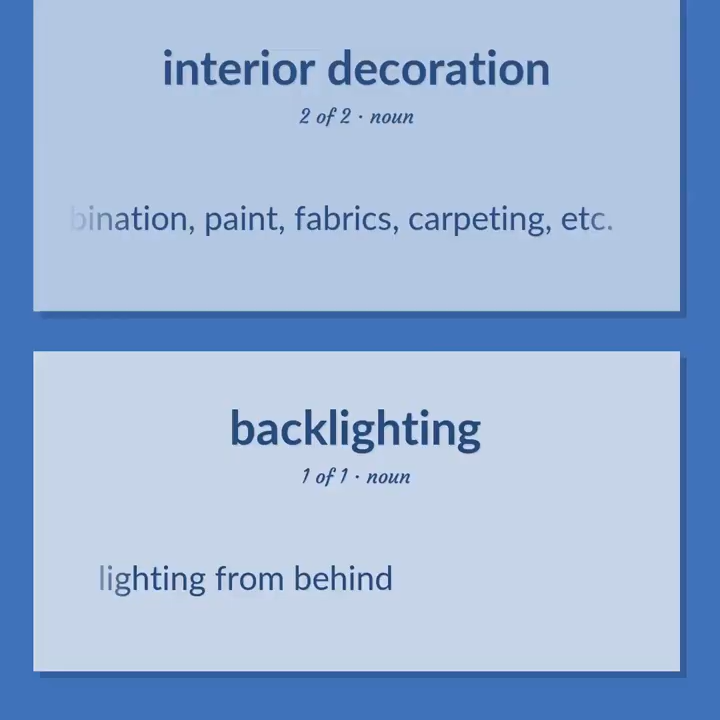 interior decoration
2 of 2 · noun
bination, paint, fabrics, carpeting, etc.
backlighting
1 of 1 · noun
lighting from behind